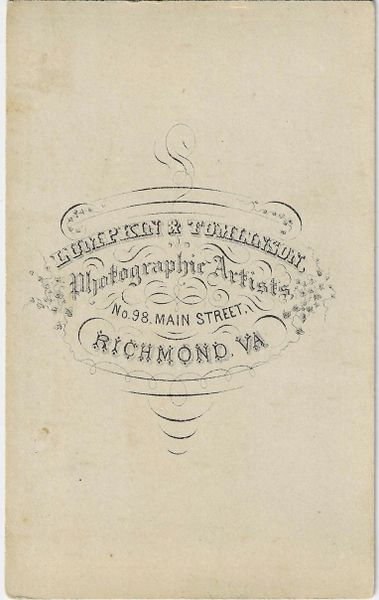 LUMPKIN & TOMLINSON,
Photographic Artists,
No. 98. MAIN STREET,
RICHMOND. VA